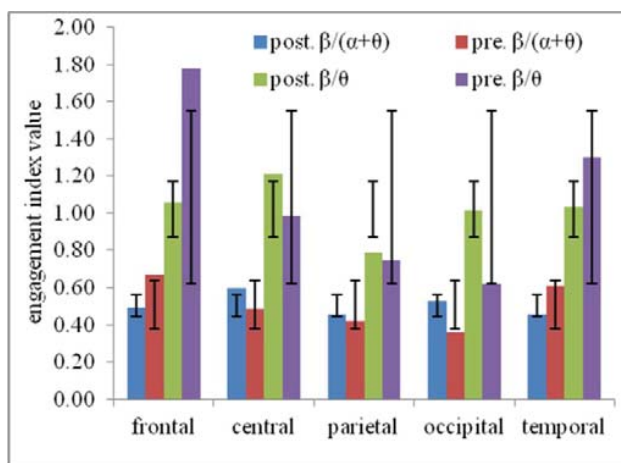 2.00
1.80
1.60
1.40
1.20
1.00
0.80
0.60
0.40
0.20
0.00
engagement index value
post. β/(α+θ)
pre. β/(α+θ)
post. β/θ
pre. β/θ
frontal
central
parietal
occipital
temporal